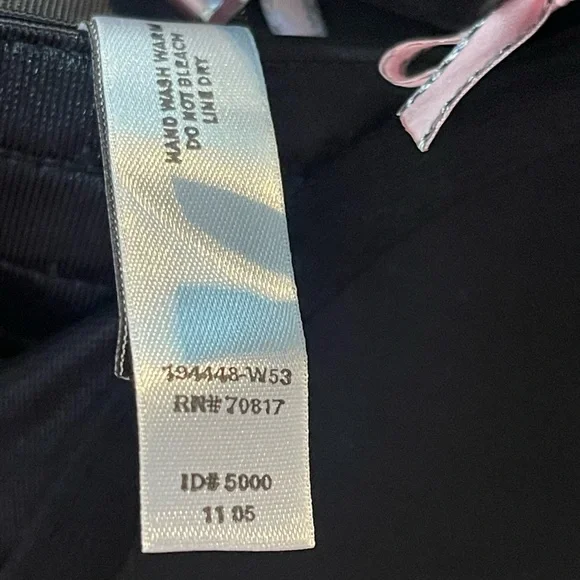 HAND WASH WARM
DO NOT BLEACH
LINE DRY
194448-W53
RN# 70817
ID# 5000
11 05